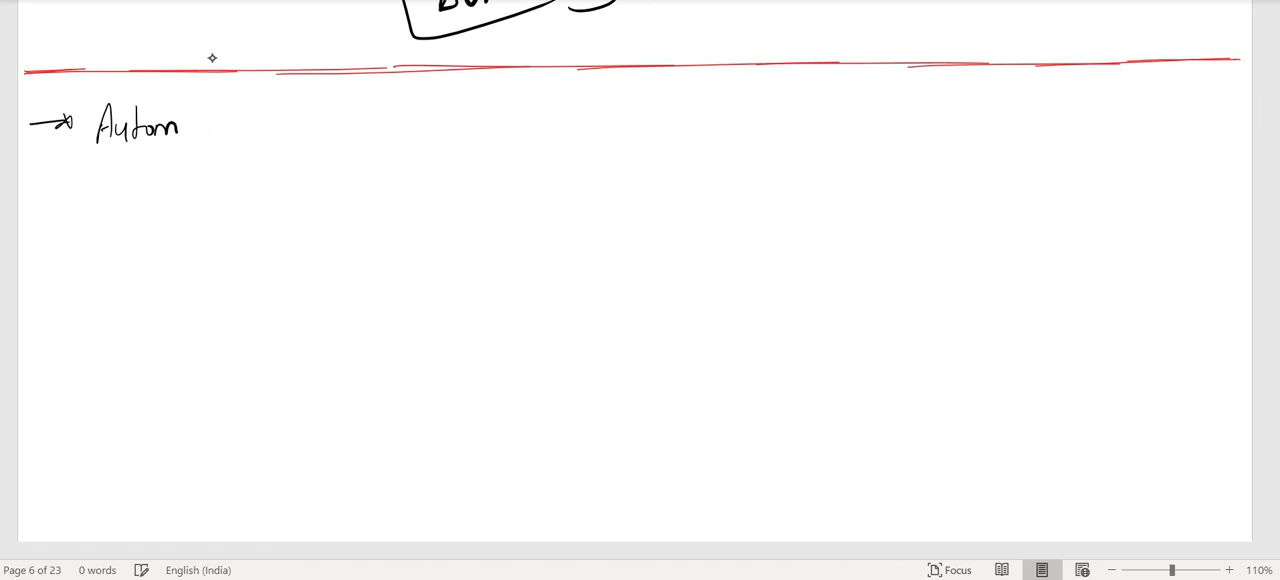 → Autom
Page 6 of 23 0 words English (India) Focus 110%